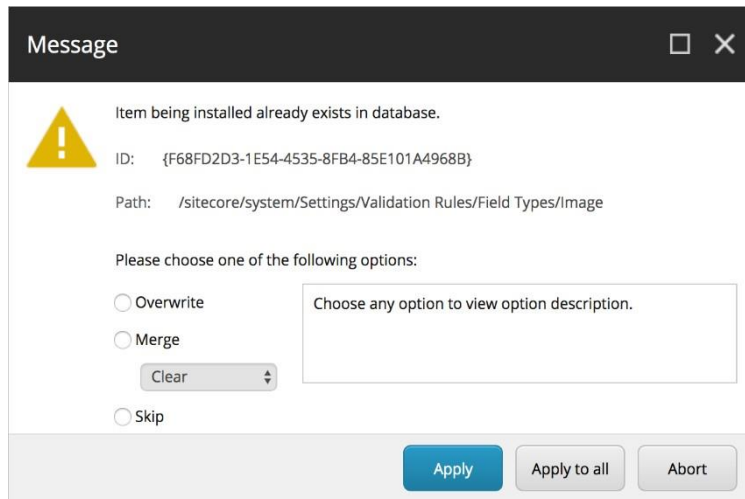 Message
Item being installed already exists in database.
ID: {F68FD2D3-1E54-4535-8FB4-85E101A4968B}
Path: /sitecore/system/Settings/Validation Rules/Field Types/Image
Please choose one of the following options:
Overwrite
Choose any option to view option description.
Merge
Clear
Skip
Apply
Apply to all
Abort